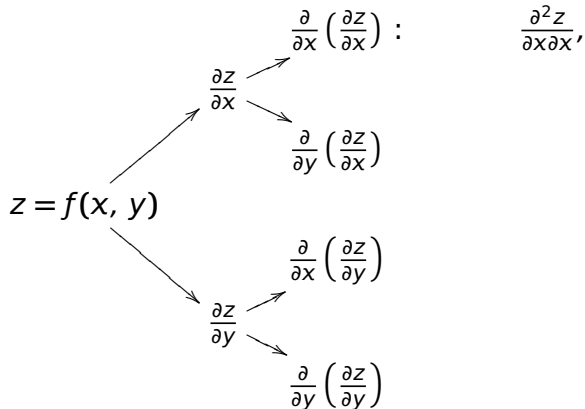 ∂/∂x (∂z/∂x) : ∂²z/∂x∂x,
∂z/∂x
∂/∂y (∂z/∂x)
z = f(x, y)
∂/∂x (∂z/∂y)
∂z/∂y
∂/∂y (∂z/∂y)